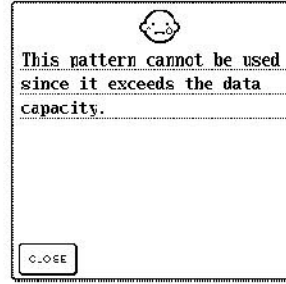 This pattern cannot be used
since it exceeds the data
capacity.
CLOSE